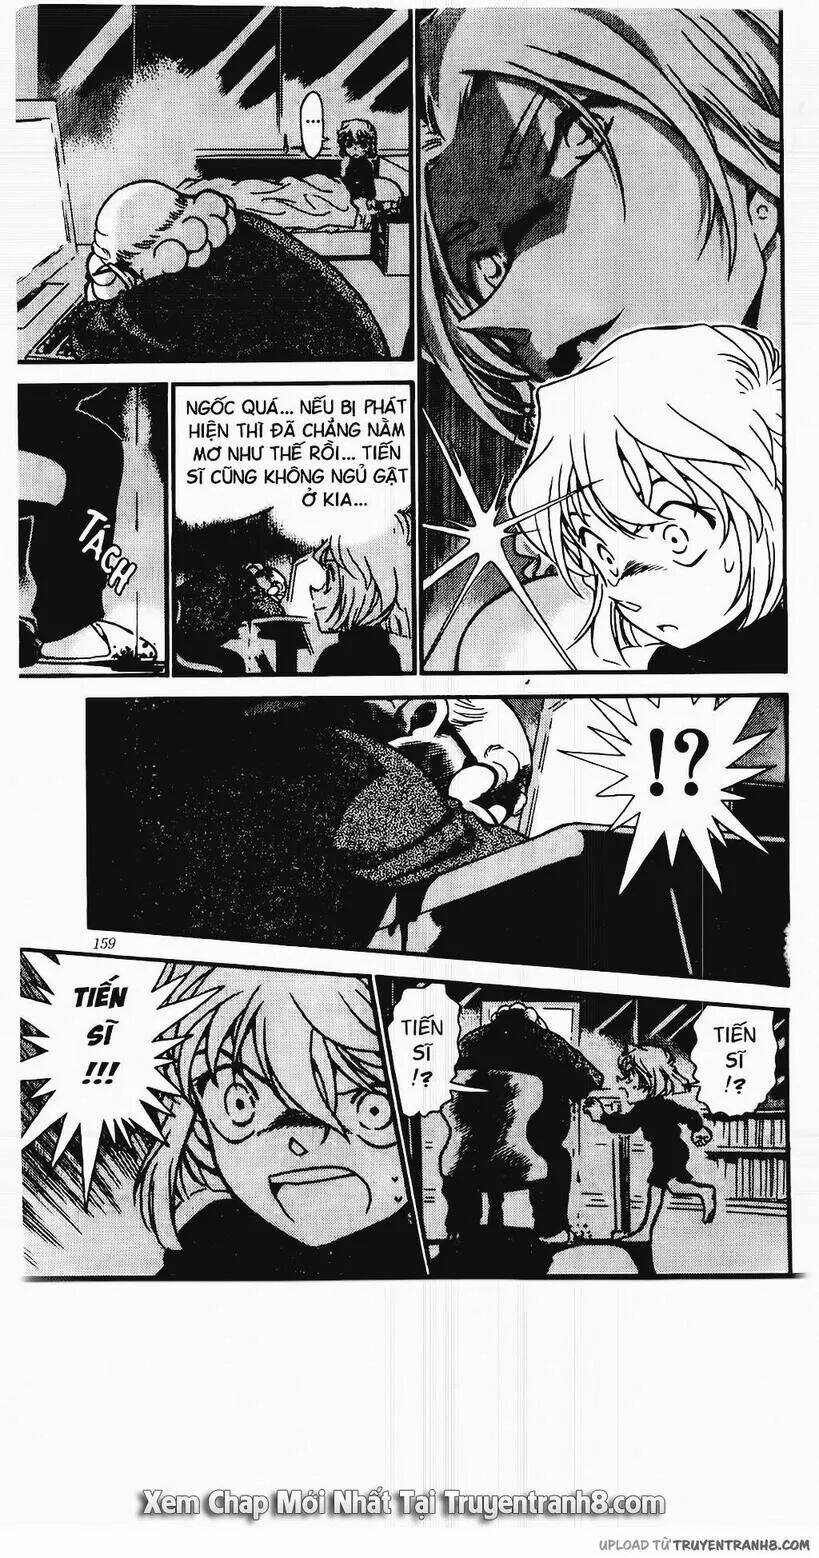 ...
NGỐC QUÁ... NẾU BỊ PHÁT
HIỆN THÌ ĐÃ CHẲNG NẰM
MƠ NHƯ THẾ RỒI... TIẾN
SĨ CŨNG KHÔNG NGỦ GẬT
Ở KIA...
TÁCH
!?
159
TIẾN
SĨ
!!!
TIẾN
SĨ
!?
TIẾN
SĨ
!?
Xem Chap Mới Nhất Tại Truyentranh8.com
UPLOAD TỪ TRUYENTRANH8.COM